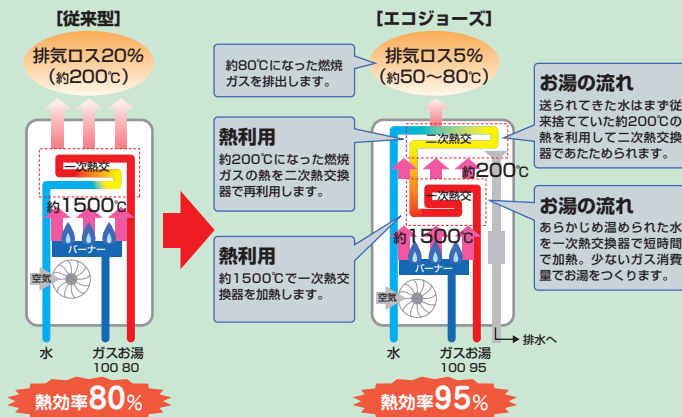 [従来型]
排気ロス20%
(約200℃)
一次熱交
約1500℃
バーナー
空気
水
ガスお湯
100 80
熱効率80%
[エコジョーズ]
排気ロス5%
(約50～80℃)
約80℃になった燃焼
ガスを排出します。
熱利用
約200℃になった燃焼
ガスの熱を二次熱交換
器で再利用します。
熱利用
約1500℃で一次熱交
換器を加熱します。
二次熱交
約200℃
一次熱交
約1500℃
バーナー
空気
水
ガスお湯
100 95
排水へ
熱効率95%
お湯の流れ
送られてきた水はまず従
来捨てていた約200℃の
熱を利用して二次熱交換
器であたためられます。
お湯の流れ
あらかじめ温められた水
を一次熱交換器で短時間
で加熱。少ないガス消費
量でお湯をつくります。